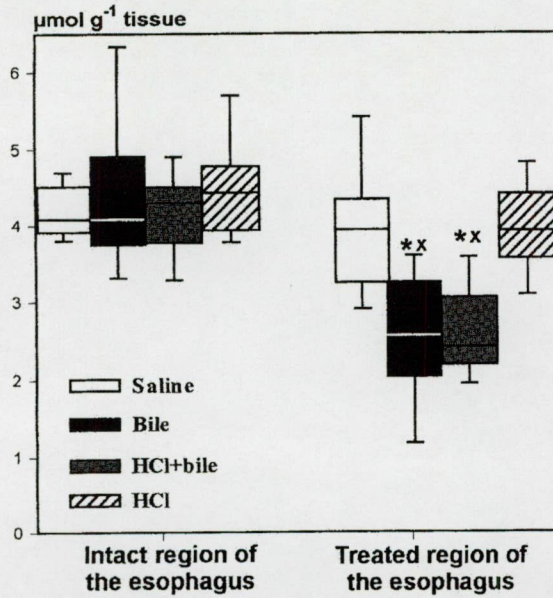 µmol g⁻¹ tissue
6
5
4
3
2
1
0
*x
*x
Saline
Bile
HCl+bile
HCl
Intact region of
the esophagus
Treated region of
the esophagus